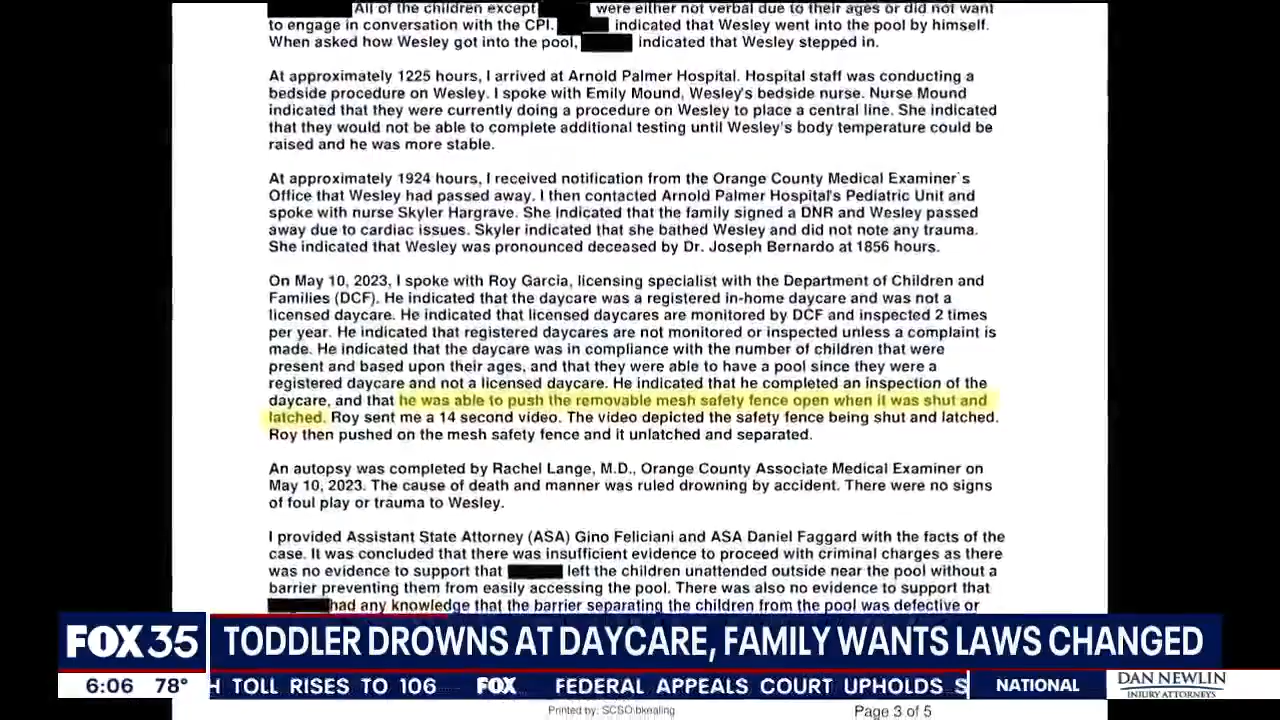 All of the children except were either not verbal due to their ages or did not want
to engage in conversation with the CPI. indicated that Wesley went into the pool by himself.
When asked how Wesley got into the pool, indicated that Wesley stepped in.
At approximately 1225 hours, I arrived at Arnold Palmer Hospital. Hospital staff was conducting a
bedside procedure on Wesley. I spoke with Emily Mound, Wesley's bedside nurse. Nurse Mound
indicated that they were currently doing a procedure on Wesley to place a central line. She indicated
that they would not be able to complete additional testing until Wesley's body temperature could be
raised and he was more stable.
At approximately 1924 hours, I received notification from the Orange County Medical Examiner`s
Office that Wesley had passed away. I then contacted Arnold Palmer Hospital's Pediatric Unit and
spoke with nurse Skyler Hargrave. She indicated that the family signed a DNR and Wesley passed
away due to cardiac issues. Skyler indicated that she bathed Wesley and did not note any trauma.
She indicated that Wesley was pronounced deceased by Dr. Joseph Bernardo at 1856 hours.
On May 10, 2023, I spoke with Roy Garcia, licensing specialist with the Department of Children and
Families (DCF). He indicated that the daycare was a registered in-home daycare and was not a
licensed daycare. He indicated that licensed daycares are monitored by DCF and inspected 2 times
per year. He indicated that registered daycares are not monitored or inspected unless a complaint is
made. He indicated that the daycare was in compliance with the number of children that were
present and based upon their ages, and that they were able to have a pool since they were a
registered daycare and not a licensed daycare. He indicated that he completed an inspection of the
daycare, and that he was able to push the removable mesh safety fence open when it was shut and
latched. Roy sent me a 14 second video. The video depicted the safety fence being shut and latched.
Roy then pushed on the mesh safety fence and it unlatched and separated.
An autopsy was completed by Rachel Lange, M.D., Orange County Associate Medical Examiner on
May 10, 2023. The cause of death and manner was ruled drowning by accident. There were no signs
of foul play or trauma to Wesley.
I provided Assistant State Attorney (ASA) Gino Feliciani and ASA Daniel Faggard with the facts of the
case. It was concluded that there was insufficient evidence to proceed with criminal charges as there
was no evidence to support that left the children unattended outside near the pool without a
barrier preventing them from easily accessing the pool. There was also no evidence to support that
had any knowledge that the barrier separating the children from the pool was defective or
FOX 35 TODDLER DROWNS AT DAYCARE, FAMILY WANTS LAWS CHANGED
6:06 78° H TOLL RISES TO 106 FOX FEDERAL APPEALS COURT UPHOLDS S NATIONAL DAN NEWLIN
INJURY ATTORNEYS
Printed by: SCSO\bkealing Page 3 of 5